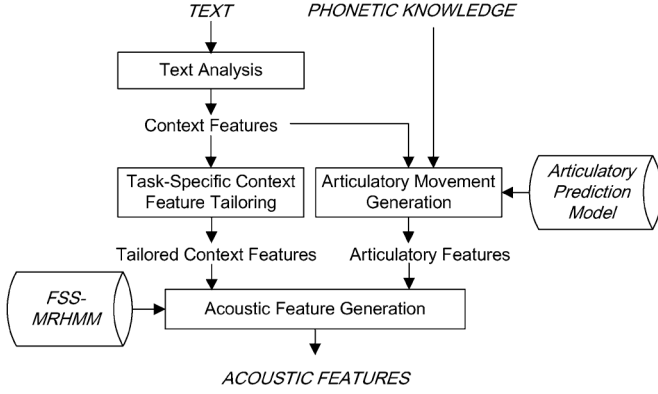 TEXT
PHONETIC KNOWLEDGE
Text Analysis
Context Features
Task-Specific Context
Feature Tailoring
Articulatory Movement
Generation
Articulatory
Prediction
Model
Tailored Context Features
Articulatory Features
FSS-
MRHMM
Acoustic Feature Generation
ACOUSTIC FEATURES